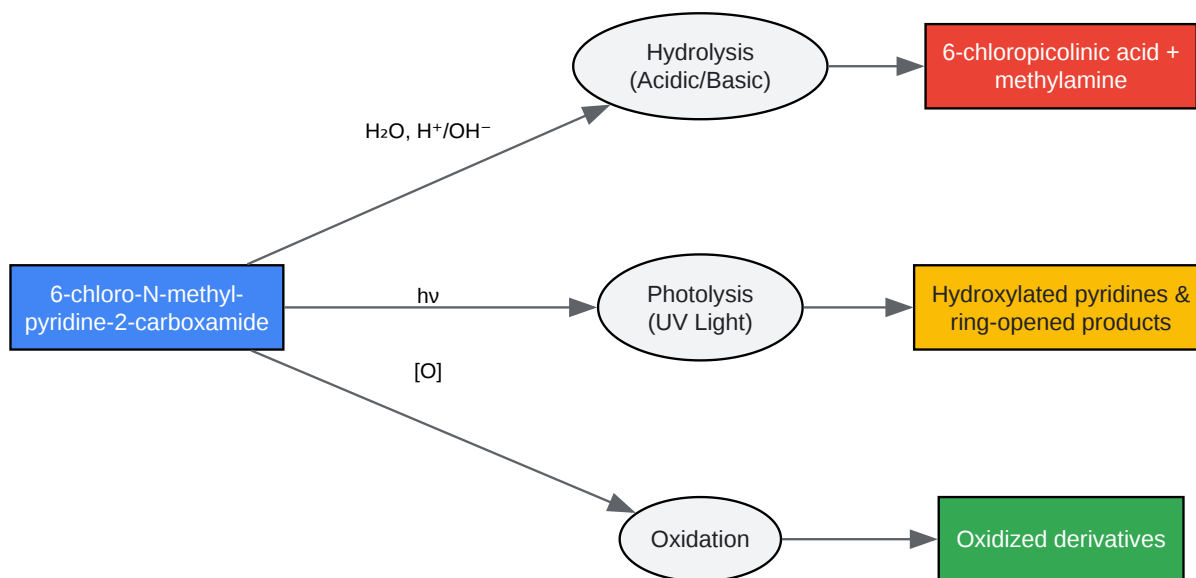 Hydrolysis
(Acidic/Basic)
6-chloropicolinic acid +
methylamine
H₂O, H⁺/OH⁻
6-chloro-N-methyl-
pyridine-2-carboxamide
hν
Photolysis
(UV Light)
Hydroxylated pyridines &
ring-opened products
[O]
Oxidation
Oxidized derivatives